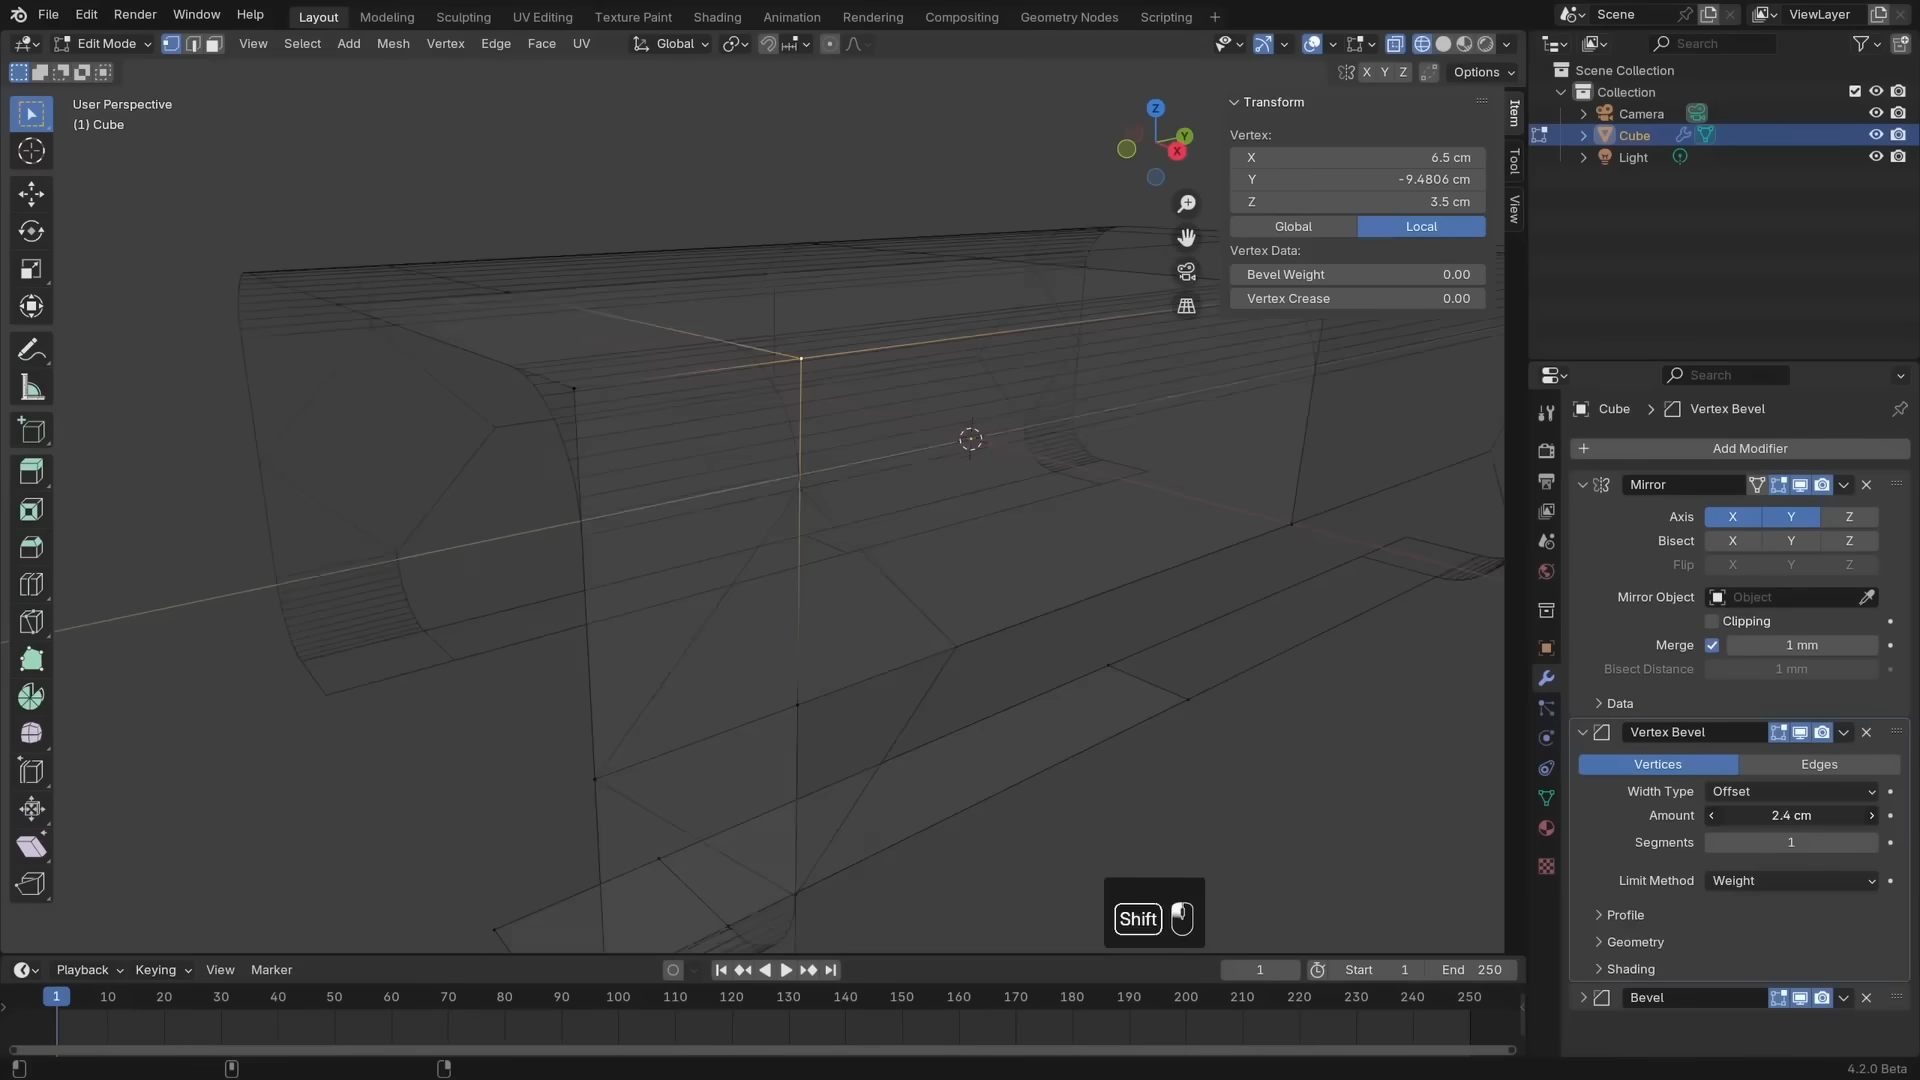 File Edit Render Window Help Layout Modeling Sculpting UV Editing Texture Paint Shading Animation Rendering Compositing Geometry Nodes Scripting + Scene ViewLayer
Edit Mode View Select Add Mesh Vertex Edge Face UV Global Search
X Y Z Options
Scene Collection
Collection
Camera
Cube
Light
User Perspective
(1) Cube
Z
Y
X
Transform
Vertex:
X 6.5 cm
Y -9.4806 cm
Z 3.5 cm
Global Local
Vertex Data:
Bevel Weight 0.00
Vertex Crease 0.00
Item
Tool
View
Search
Cube > Vertex Bevel
+ Add Modifier
Mirror
Axis X Y Z
Bisect X Y Z
Flip X Y Z
Mirror Object Object
Clipping
Merge 1 mm
Bisect Distance 1 mm
Data
Vertex Bevel
Vertices Edges
Width Type Offset
Amount 2.4 cm
Segments 1
Limit Method Weight
Profile
Geometry
Shading
Bevel
Shift
Playback Keying View Marker 1 Start 1 End 250
1 10 20 30 40 50 60 70 80 90 100 110 120 130 140 150 160 170 180 190 200 210 220 230 240 250
4.2.0 Beta